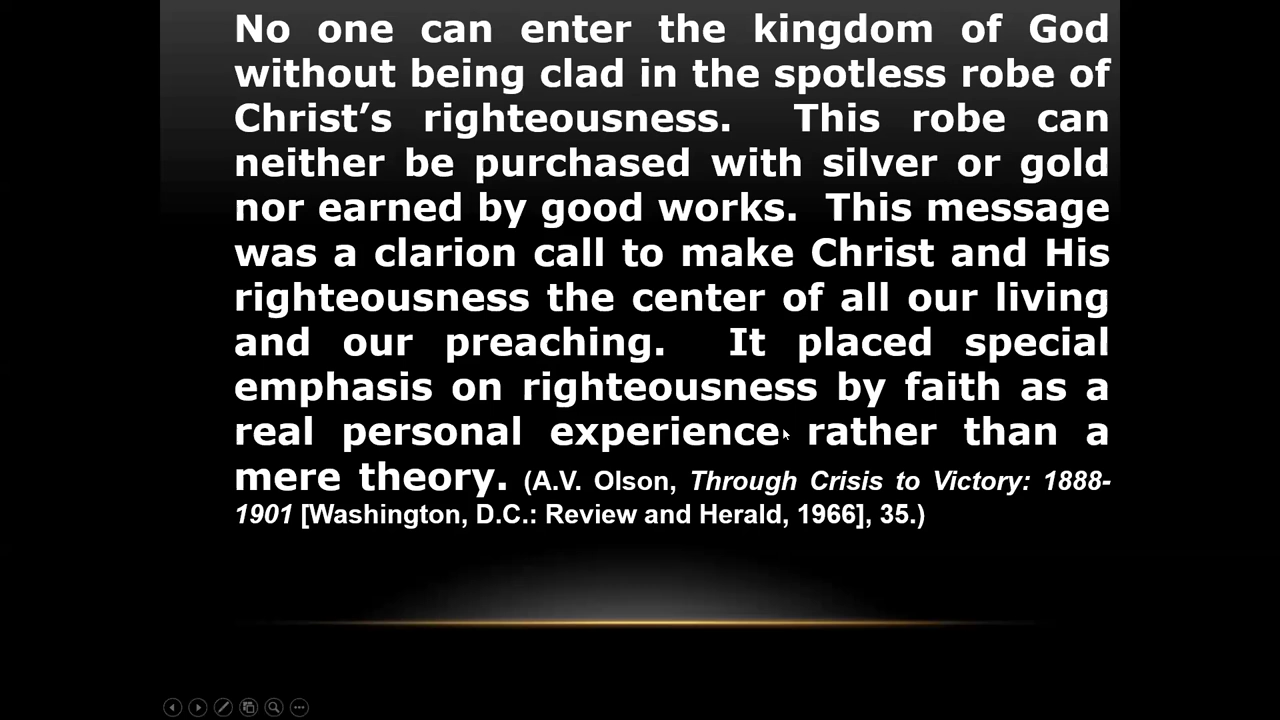 No one can enter the kingdom of God
without being clad in the spotless robe of
Christ’s righteousness. This robe can
neither be purchased with silver or gold
nor earned by good works. This message
was a clarion call to make Christ and His
righteousness the center of all our living
and our preaching. It placed special
emphasis on righteousness by faith as a
real personal experience rather than a
mere theory. (A.V. Olson, Through Crisis to Victory: 1888-
1901 [Washington, D.C.: Review and Herald, 1966], 35.)